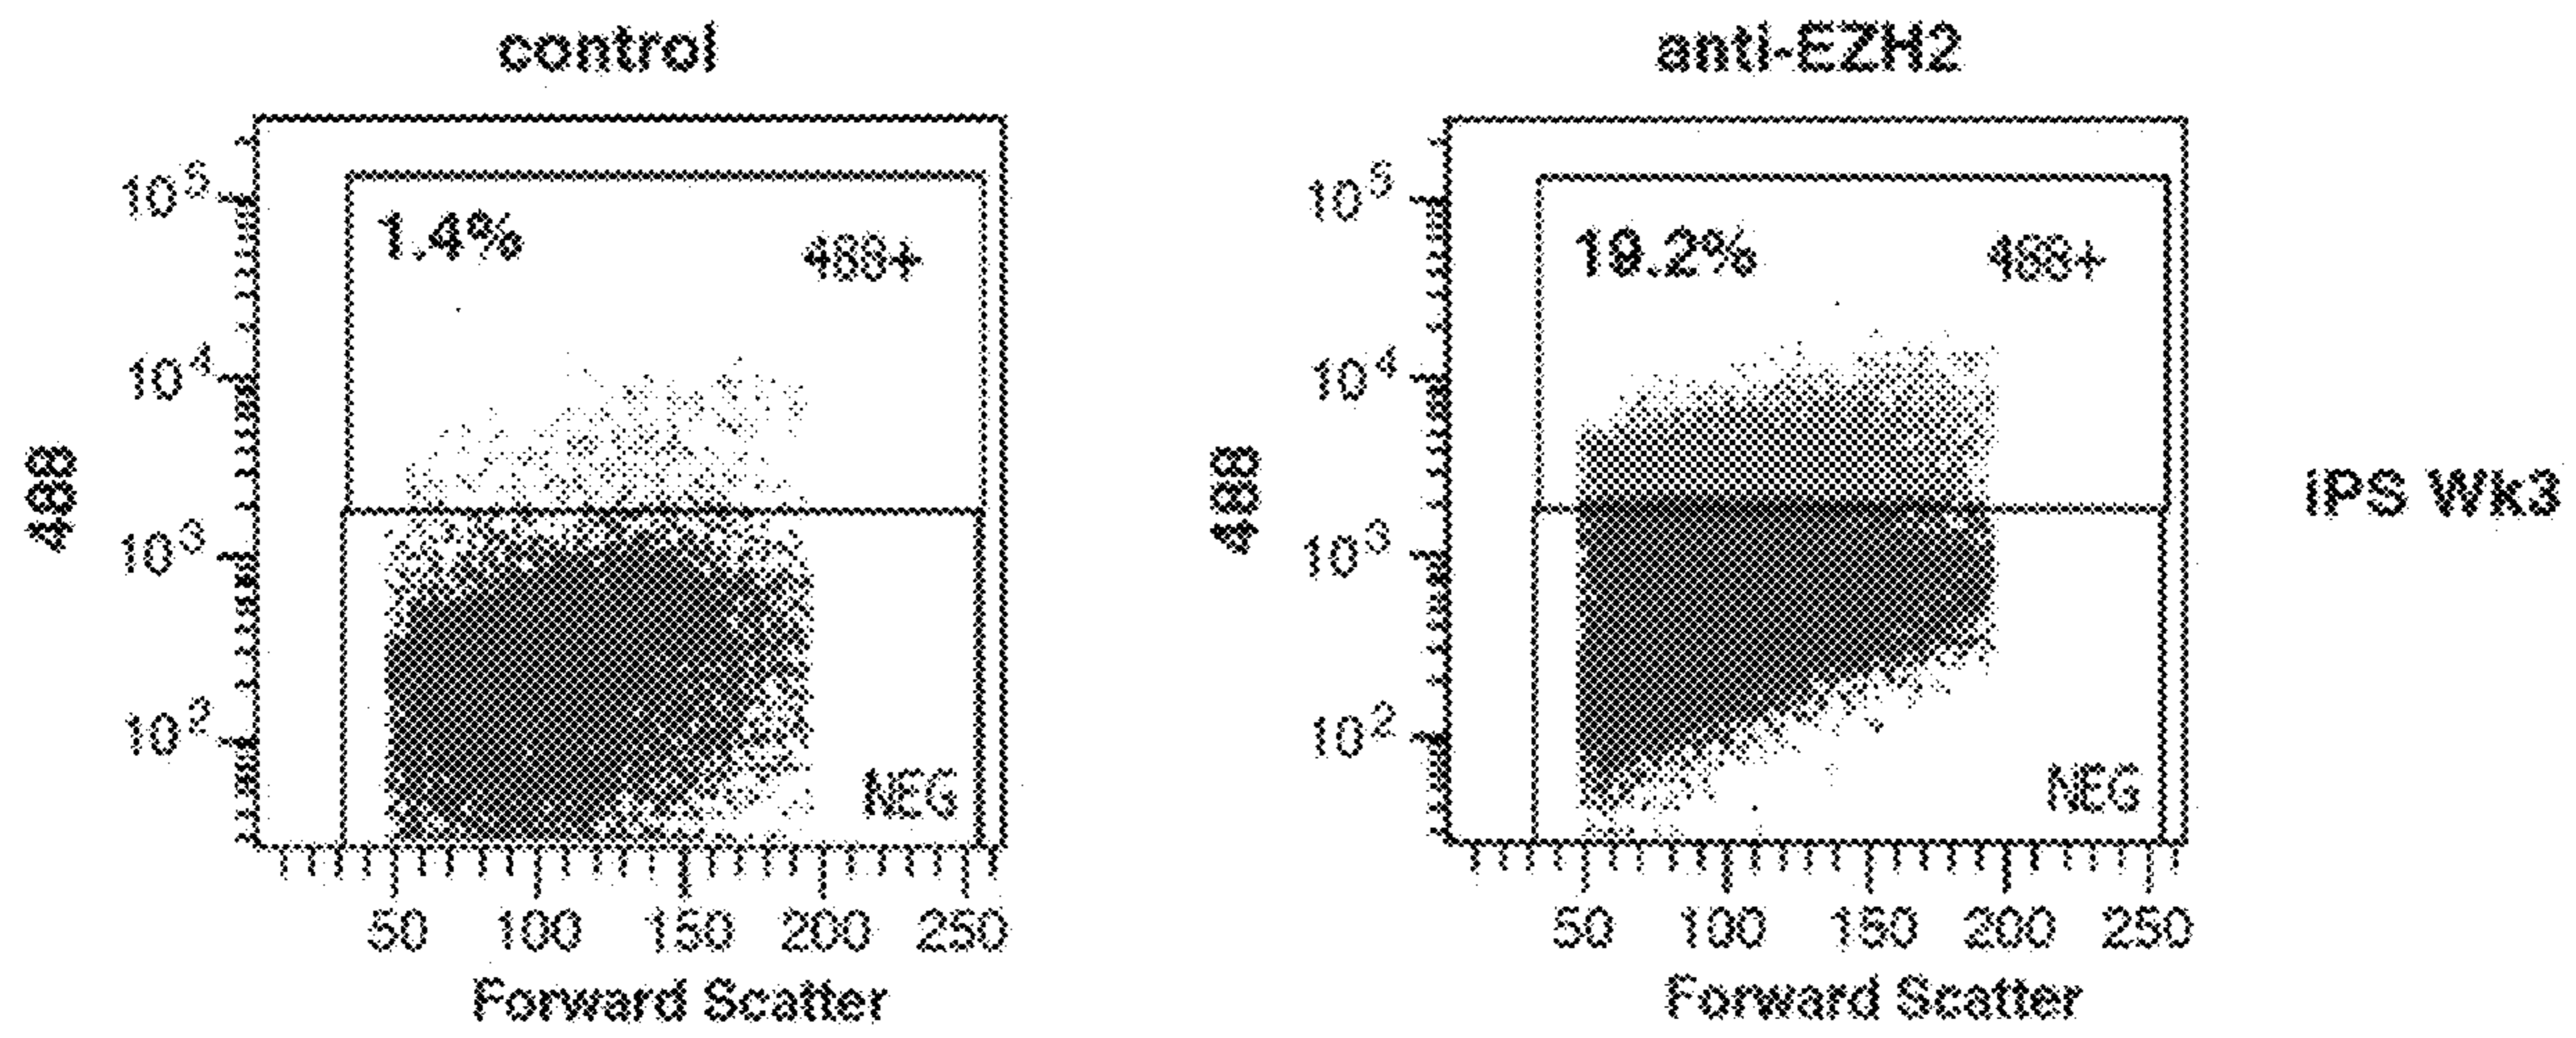 control
anti-EZH2
10^5
10^4
10^3
10^2
488
1.4%
488+
NEG
50 100 150 200 250
Forward Scatter
10^5
10^4
10^3
10^2
488
19.2%
488+
NEG
50 100 150 200 250
Forward Scatter
iPS Wk3